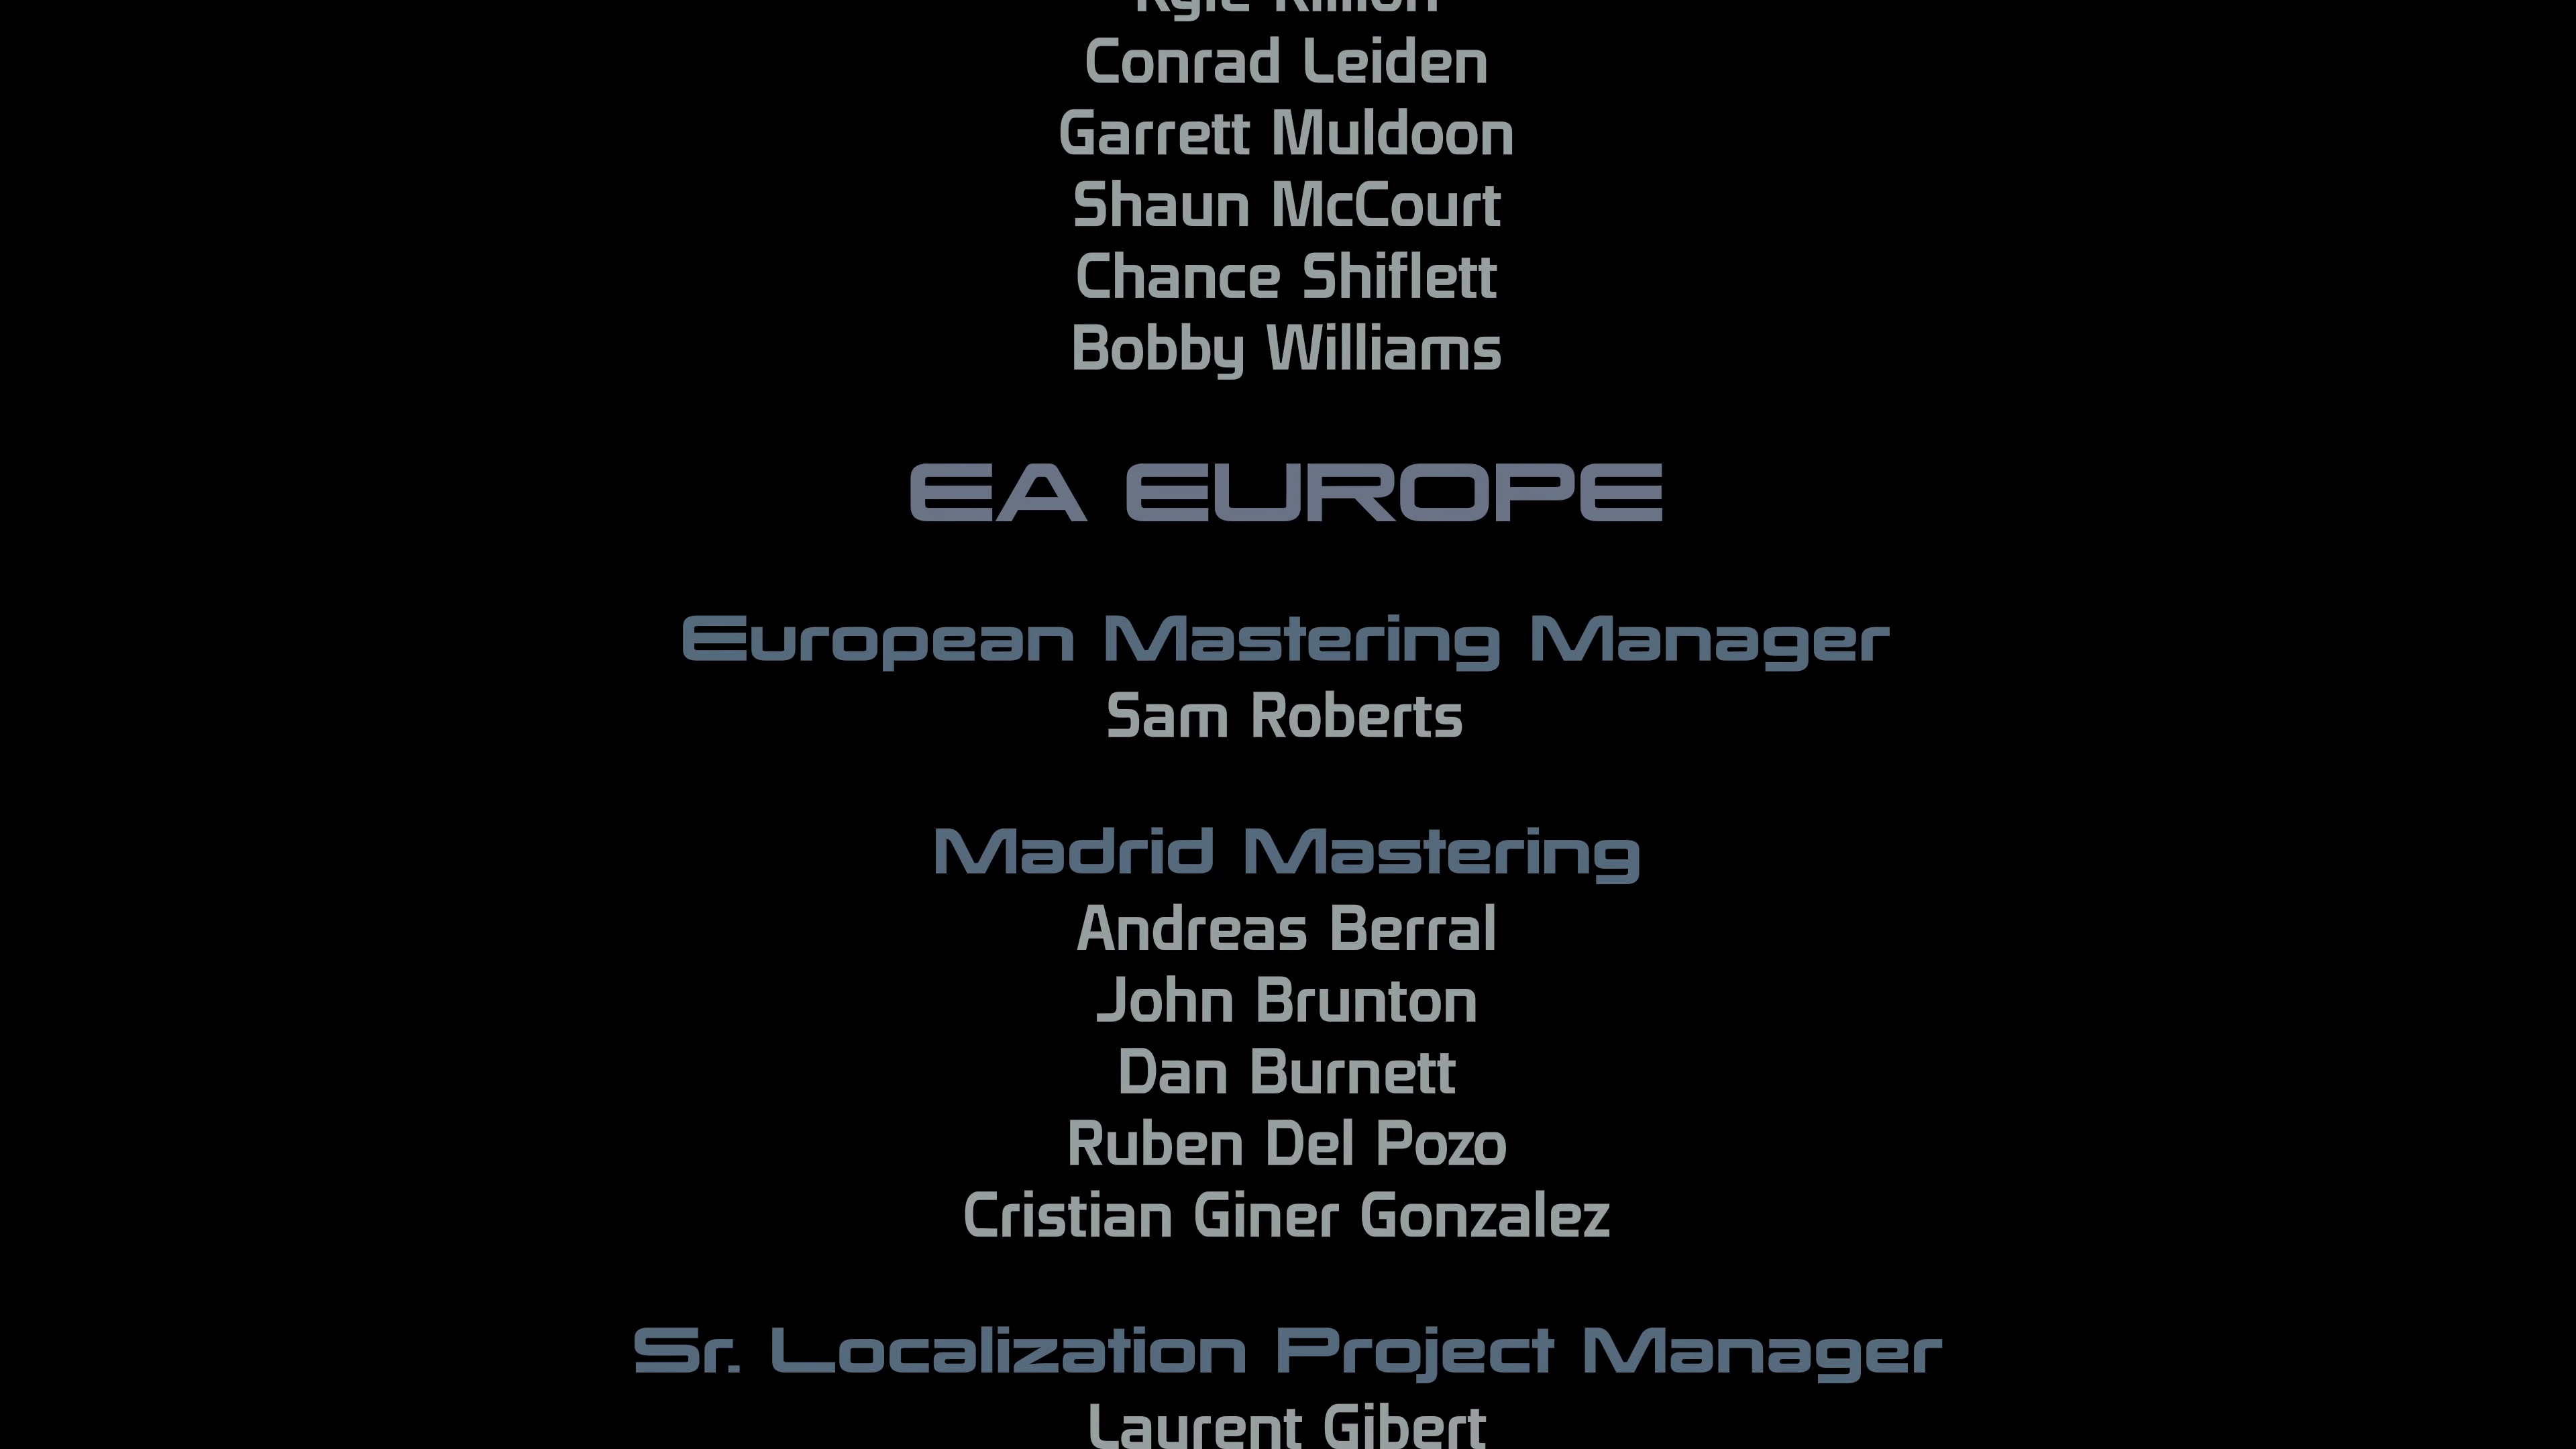 Conrad Leiden
Garrett Muldoon
Shaun McCourt
Chance Shiflett
Bobby Williams
EA EUROPE
European Mastering Manager
Sam Roberts
Madrid Mastering
Andreas Berral
John Brunton
Dan Burnett
Ruben Del Pozo
Cristian Giner Gonzalez
Sr. Localization Project Manager
Laurent Gibert